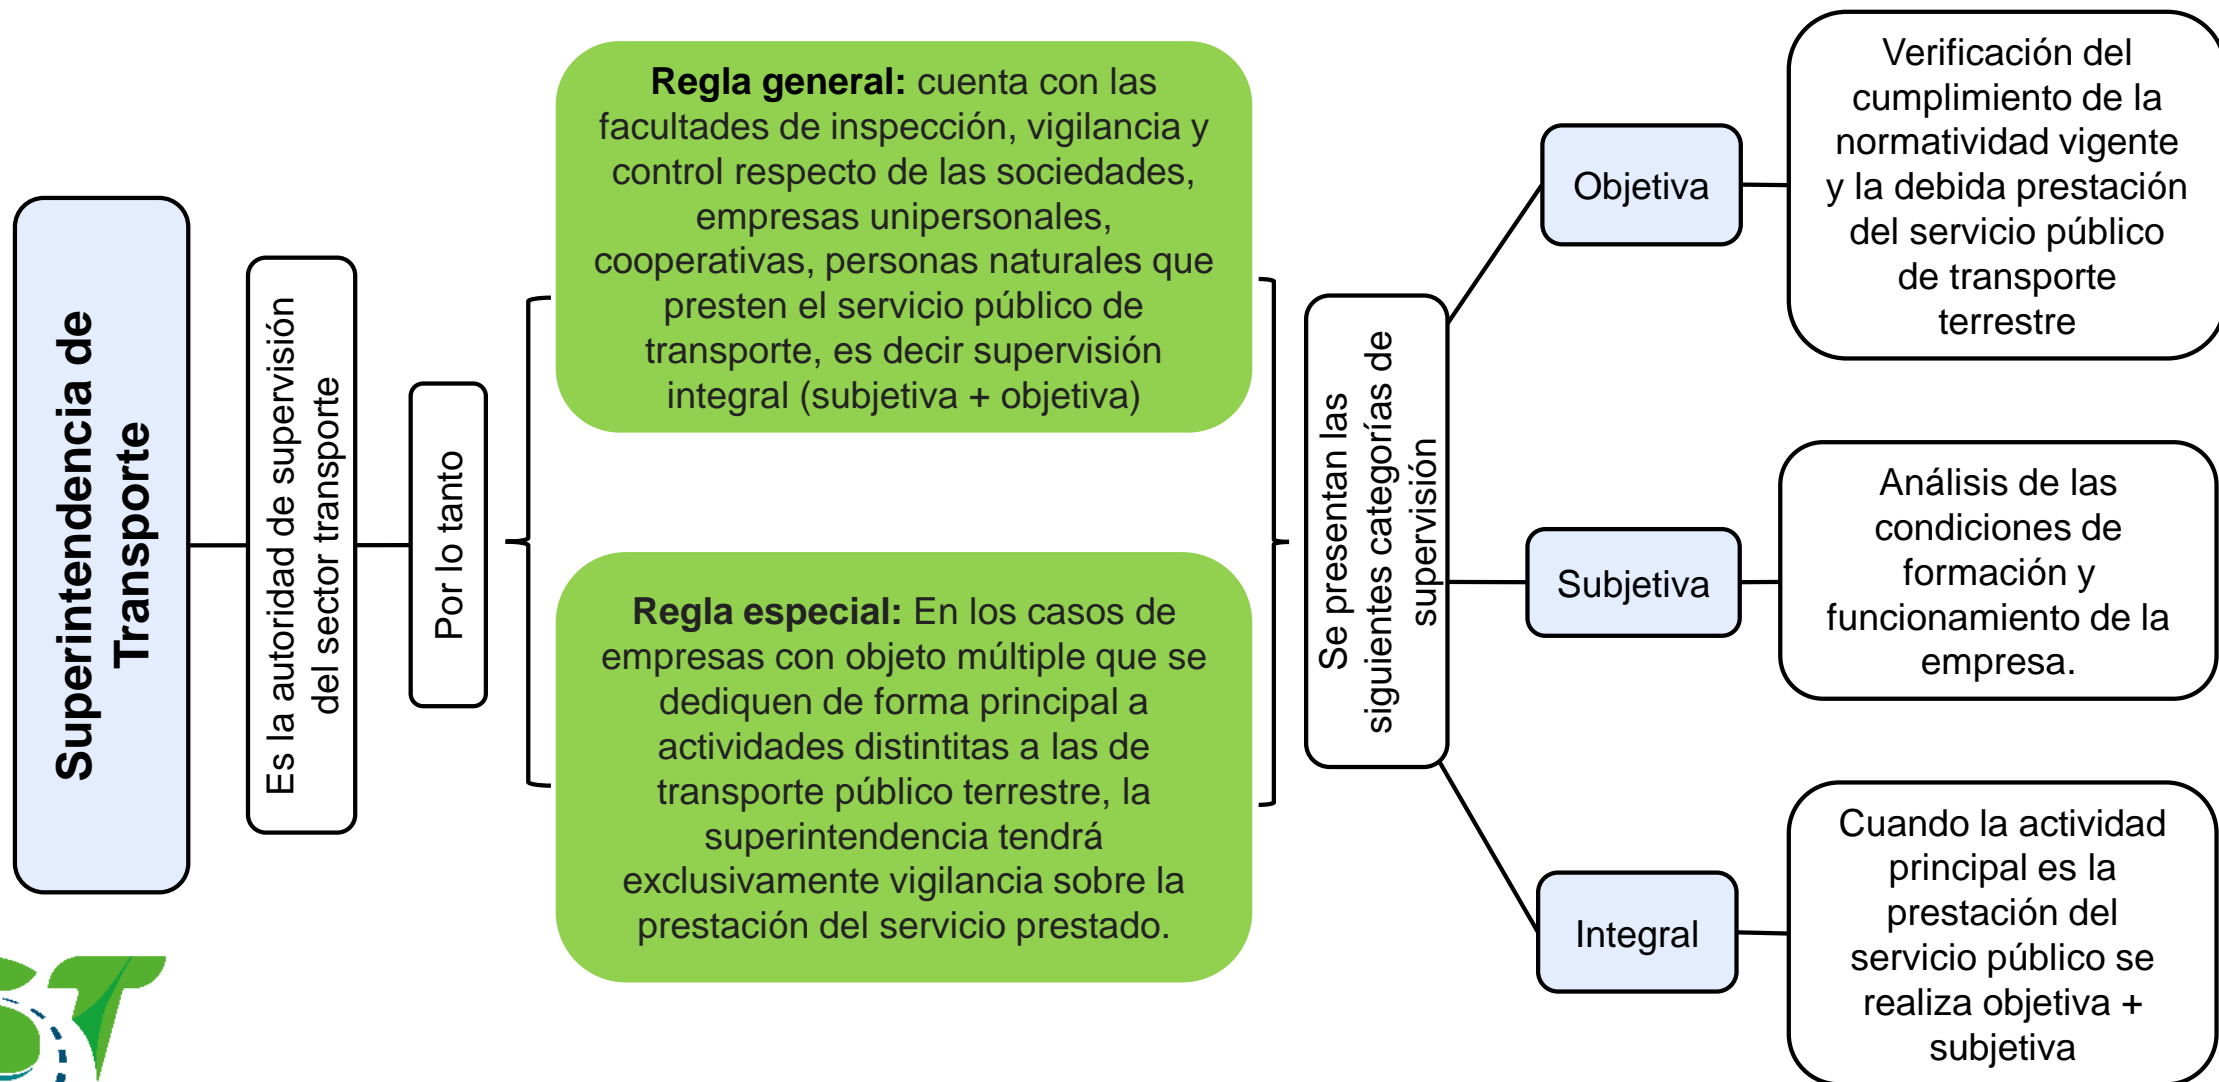 Superintendencia de
Transporte
Es la autoridad de supervisión
del sector transporte
Por lo tanto
Regla general: cuenta con las
facultades de inspección, vigilancia y
control respecto de las sociedades,
empresas unipersonales,
cooperativas, personas naturales que
presten el servicio público de
transporte, es decir supervisión
integral (subjetiva + objetiva)
Regla especial: En los casos de
empresas con objeto múltiple que se
dediquen de forma principal a
actividades distintitas a las de
transporte público terrestre, la
superintendencia tendrá
exclusivamente vigilancia sobre la
prestación del servicio prestado.
Se presentan las
siguientes categorías de
supervisión
Objetiva
Verificación del
cumplimiento de la
normatividad vigente
y la debida prestación
del servicio público
de transporte
terrestre
Subjetiva
Análisis de las
condiciones de
formación y
funcionamiento de la
empresa.
Integral
Cuando la actividad
principal es la
prestación del
servicio público se
realiza objetiva +
subjetiva
ST